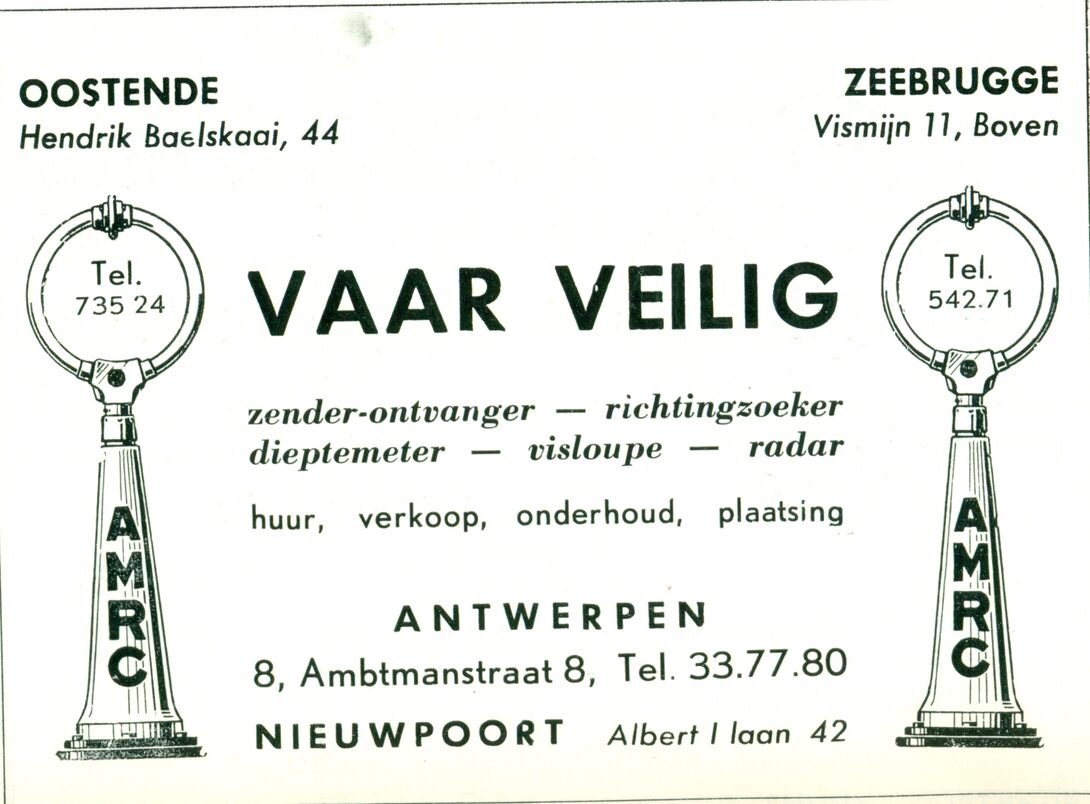 OOSTENDE
Hendrik Baelskaai, 44
ZEEBRUGGE
Vismijn 11, Boven
Tel.
735 24
Tel.
542.71
VAAR VEILIG
zender-ontvanger — richtingzoeker
dieptemeter — visloupe — radar
huur, verkoop, onderhoud, plaatsing
AMRC
AMRC
ANTWERPEN
8, Ambtmanstraat 8, Tel. 33.77.80
NIEUWPOORT Albert I laan 42